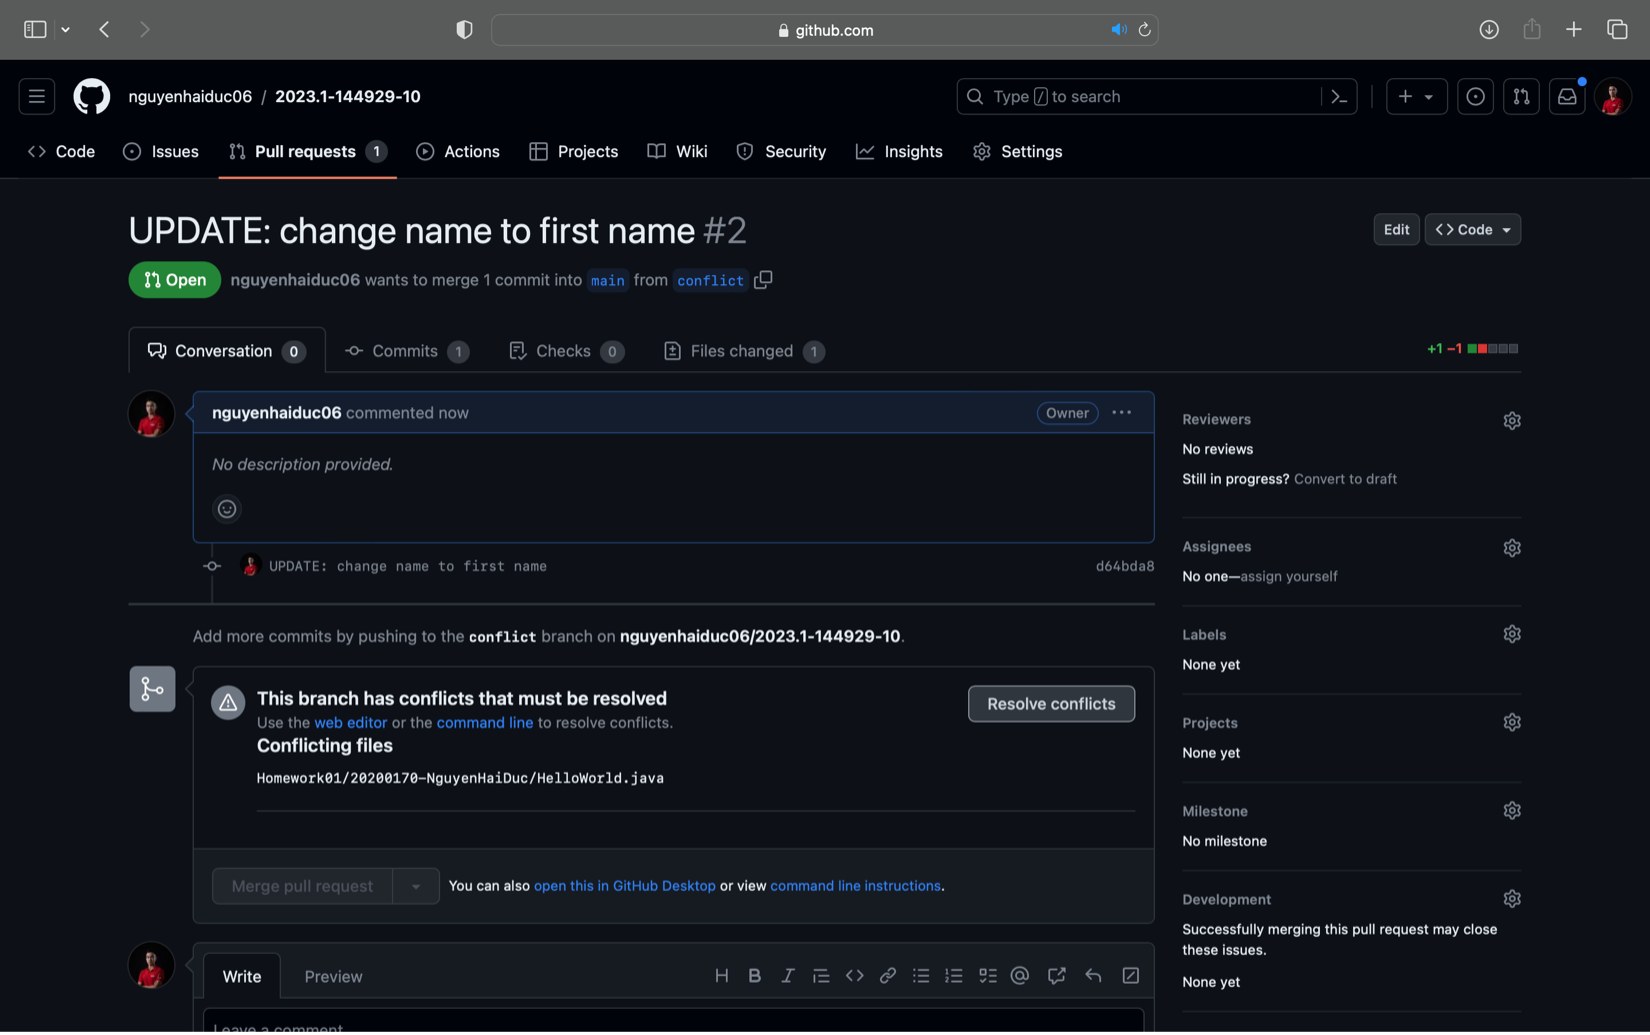 github.com
nguyenhaiduc06 / 2023.1-144929-10
Type / to search
Code
Issues
Pull requests 1
Actions
Projects
Wiki
Security
Insights
Settings
UPDATE: change name to first name #2
Edit
<> Code
Open
nguyenhaiduc06 wants to merge 1 commit into main from conflict
Conversation 0
Commits 1
Checks 0
Files changed 1
+1 −1
nguyenhaiduc06 commented now
Owner
No description provided.
UPDATE: change name to first name
d64bda8
Add more commits by pushing to the conflict branch on nguyenhaiduc06/2023.1-144929-10.
This branch has conflicts that must be resolved
Use the web editor or the command line to resolve conflicts.
Resolve conflicts
Conflicting files
Homework01/20200170-NguyenHaiDuc/HelloWorld.java
Merge pull request
You can also open this in GitHub Desktop or view command line instructions.
Write
Preview
Leave a comment
Reviewers
No reviews
Still in progress? Convert to draft
Assignees
No one—assign yourself
Labels
None yet
Projects
None yet
Milestone
No milestone
Development
Successfully merging this pull request may close
these issues.
None yet